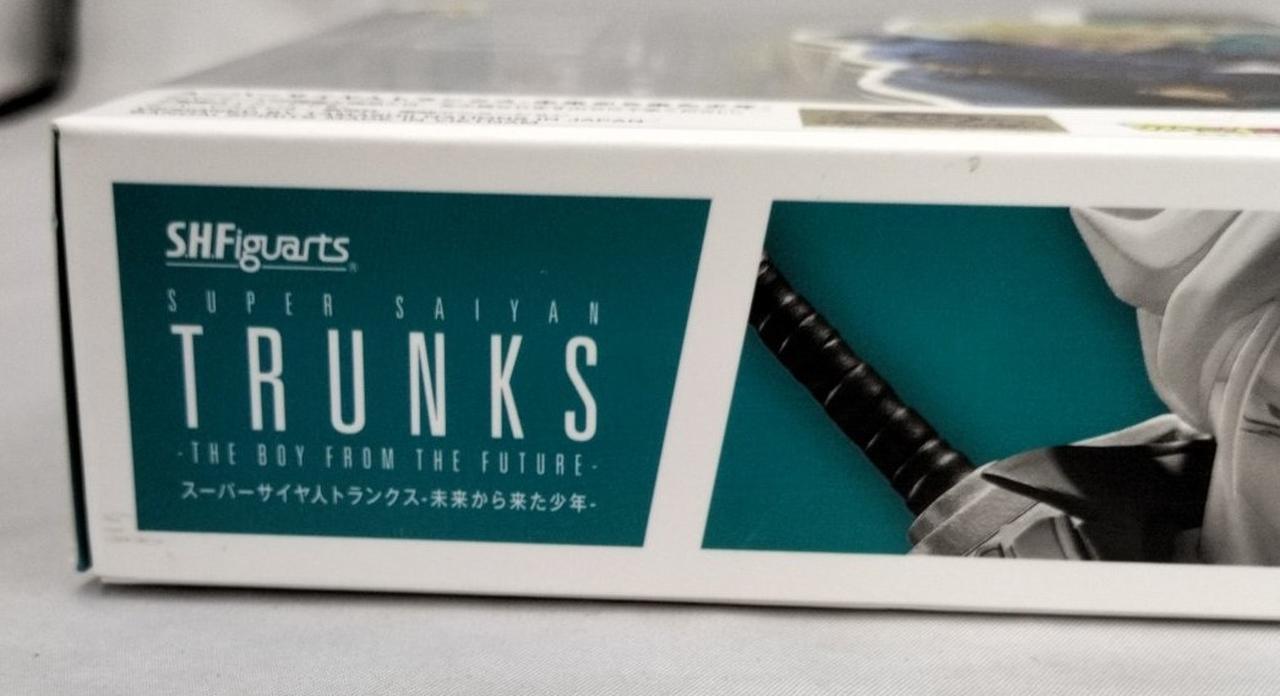 S.H.Figuarts
SUPER SAIYAN
TRUNKS
-THE BOY FROM THE FUTURE-
スーパーサイヤ人トランクス-未来から来た少年-